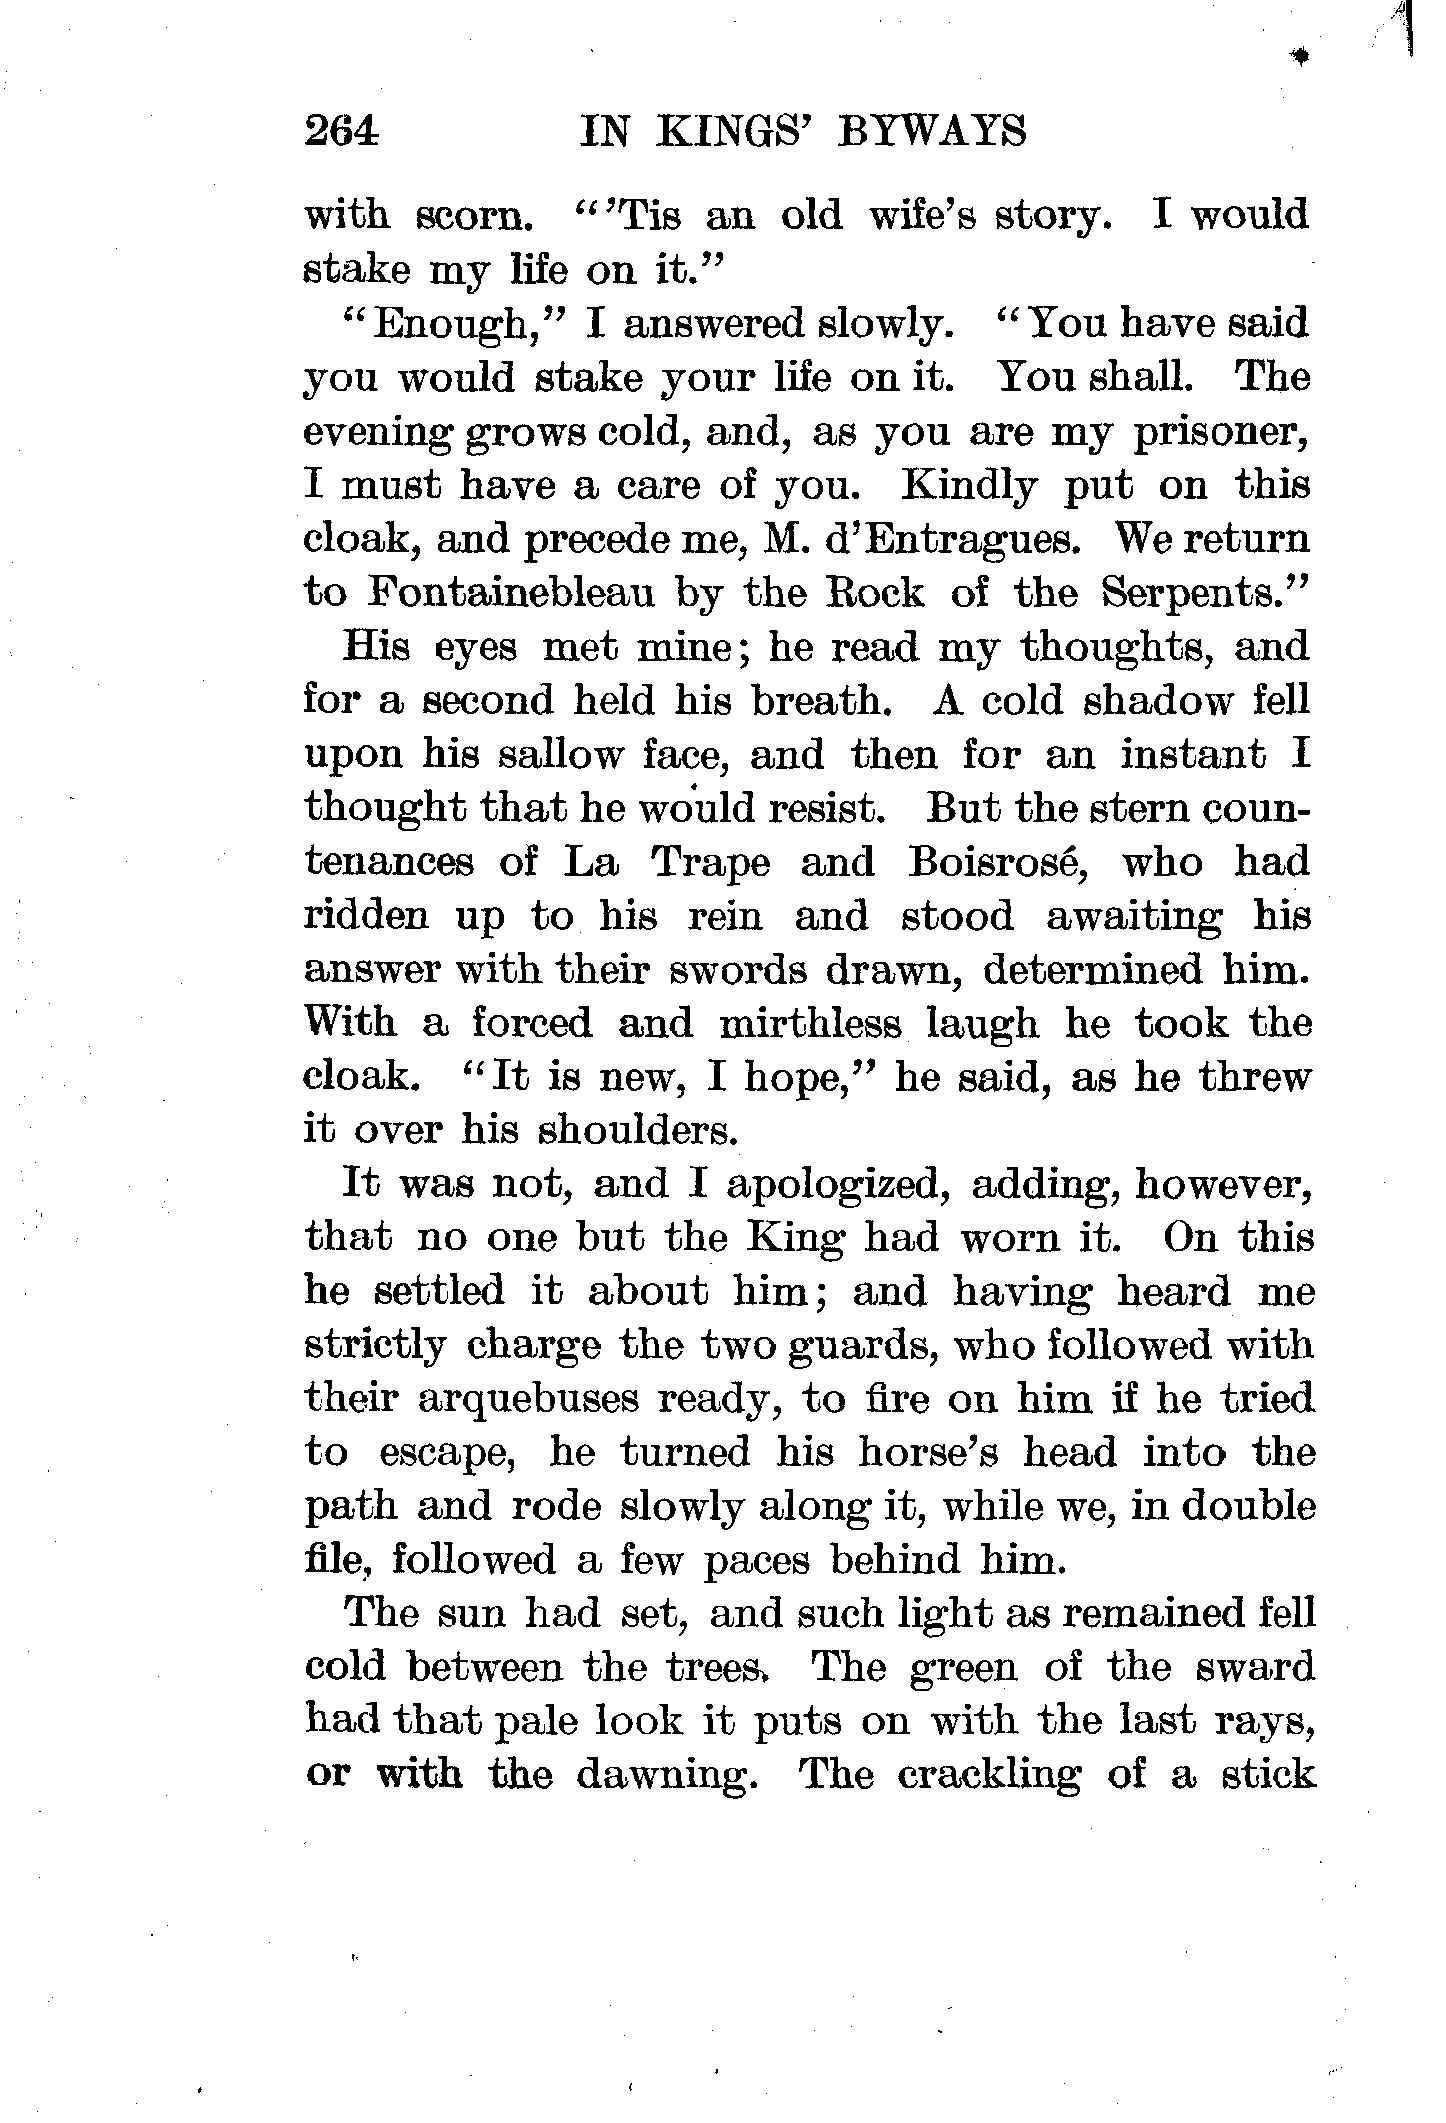 264 IN KINGS' BYWAYS
with scorn. "'Tis an old wife's story. I would
stake my life on it."
"Enough," I answered slowly. "You have said
you would stake your life on it. You shall. The
evening grows cold, and, as you are my prisoner,
I must have a care of you. Kindly put on this
cloak, and precede me, M. d'Entragues. We return
to Fontainebleau by the Rock of the Serpents."
His eyes met mine; he read my thoughts, and
for a second held his breath. A cold shadow fell
upon his sallow face, and then for an instant I
thought that he would resist. But the stern coun-
tenances of La Trape and Boisrosé, who had
ridden up to his rein and stood awaiting his
answer with their swords drawn, determined him.
With a forced and mirthless laugh he took the
cloak. "It is new, I hope," he said, as he threw
it over his shoulders.
It was not, and I apologized, adding, however,
that no one but the King had worn it. On this
he settled it about him; and having heard me
strictly charge the two guards, who followed with
their arquebuses ready, to fire on him if he tried
to escape, he turned his horse's head into the
path and rode slowly along it, while we, in double
file, followed a few paces behind him.
The sun had set, and such light as remained fell
cold between the trees. The green of the sward
had that pale look it puts on with the last rays,
or with the dawning. The crackling of a stick